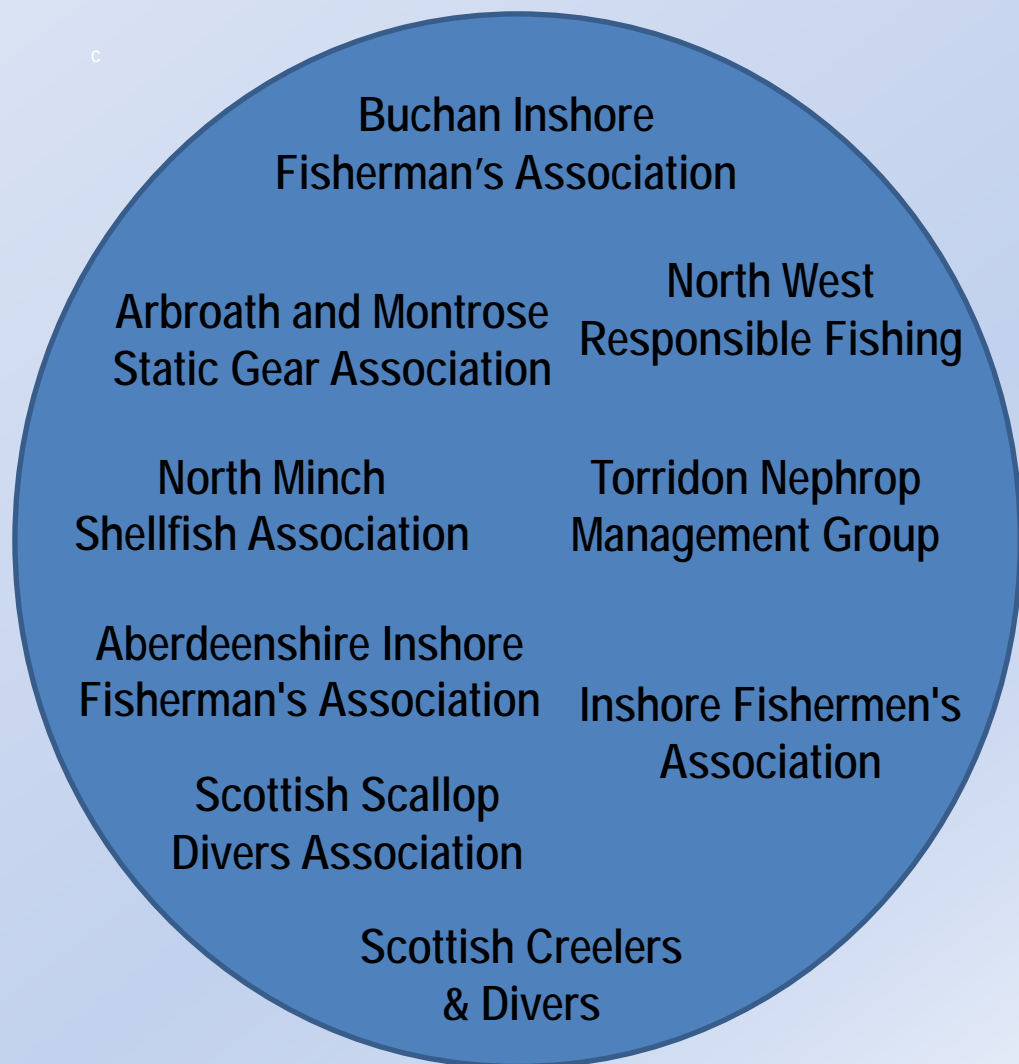 c
Buchan Inshore
Fisherman’s Association
North West
Responsible Fishing
Arbroath and Montrose
Static Gear Association
North Minch
Shellfish Association
Torridon Nephrop
Management Group
Aberdeenshire Inshore
Fisherman's Association
Inshore Fishermen's
Association
Scottish Scallop
Divers Association
Scottish Creelers
& Divers